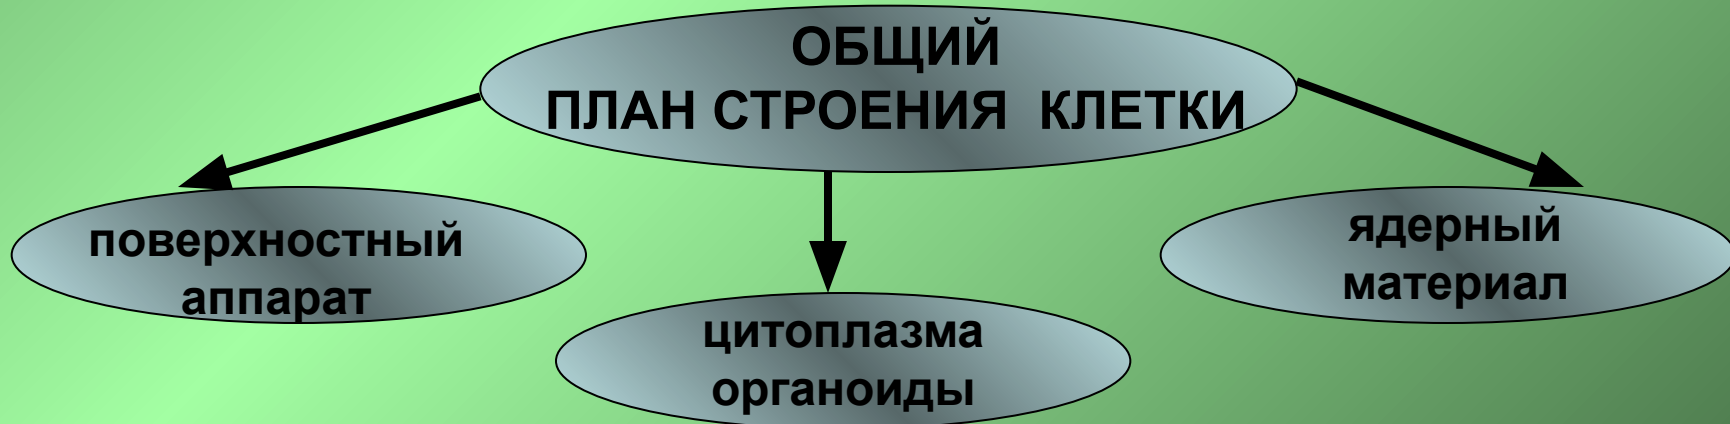 ОБЩИЙ
ПЛАН СТРОЕНИЯ КЛЕТКИ
поверхностный
аппарат
цитоплазма
органоиды
ядерный
материал